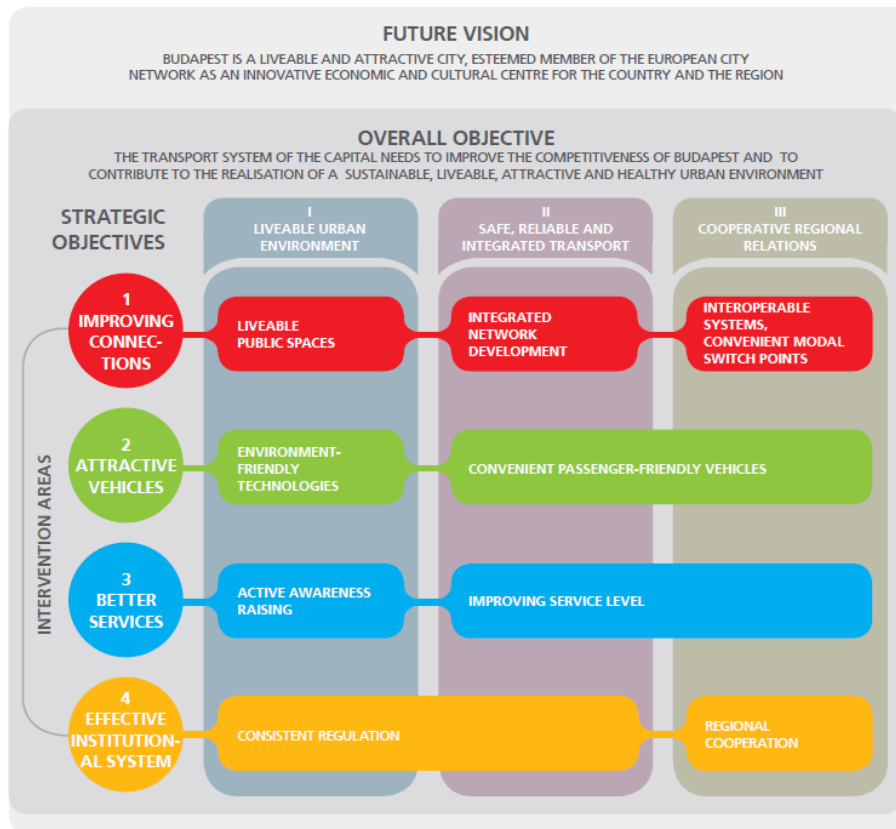 FUTURE VISION
BUDAPEST IS A LIVEABLE AND ATTRACTIVE CITY, ESTEEMED MEMBER OF THE EUROPEAN CITY
NETWORK AS AN INNOVATIVE ECONOMIC AND CULTURAL CENTRE FOR THE COUNTRY AND THE REGION
OVERALL OBJECTIVE
THE TRANSPORT SYSTEM OF THE CAPITAL NEEDS TO IMPROVE THE COMPETITIVENESS OF BUDAPEST AND TO
CONTRIBUTE TO THE REALISATION OF A SUSTAINABLE, LIVEABLE, ATTRACTIVE AND HEALTHY URBAN ENVIRONMENT
STRATEGIC
OBJECTIVES
I
LIVEABLE URBAN
ENVIRONMENT
II
SAFE, RELIABLE AND
INTEGRATED TRANSPORT
III
COOPERATIVE REGIONAL
RELATIONS
INTERVENTION AREAS
1
IMPROVING
CONNEC-
TIONS
LIVEABLE
PUBLIC SPACES
INTEGRATED
NETWORK
DEVELOPMENT
INTEROPERABLE
SYSTEMS,
CONVENIENT MODAL
SWITCH POINTS
2
ATTRACTIVE
VEHICLES
ENVIRONMENT-
FRIENDLY
TECHNOLOGIES
CONVENIENT PASSENGER-FRIENDLY VEHICLES
3
BETTER
SERVICES
ACTIVE AWARENESS
RAISING
IMPROVING SERVICE LEVEL
4
EFFECTIVE
INSTITUTION-
AL SYSTEM
CONSISTENT REGULATION
REGIONAL
COOPERATION